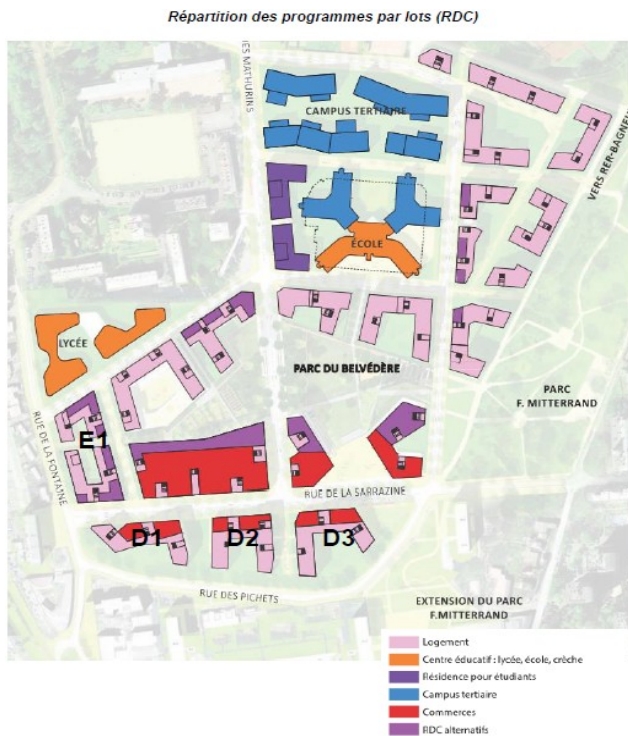 Répartition des programmes par lots (RDC)
MATHURINS
CAMPUS TERTIAIRE
VERS RER-BAGNEUX
ÉCOLE
LYCÉE
PARC DU BELVÉDÈRE
PARC
F. MITTERRAND
E1
RUE DE LA FONTAINE
RUE DE LA SARRAZINE
D1
D2
D3
RUE DES PICHETS
EXTENSION DU PARC
F.MITTERRAND
Logement
Centre éducatif : lycée, école, crèche
Résidence pour étudiants
Campus tertiaire
Commerces
RDC alternatifs